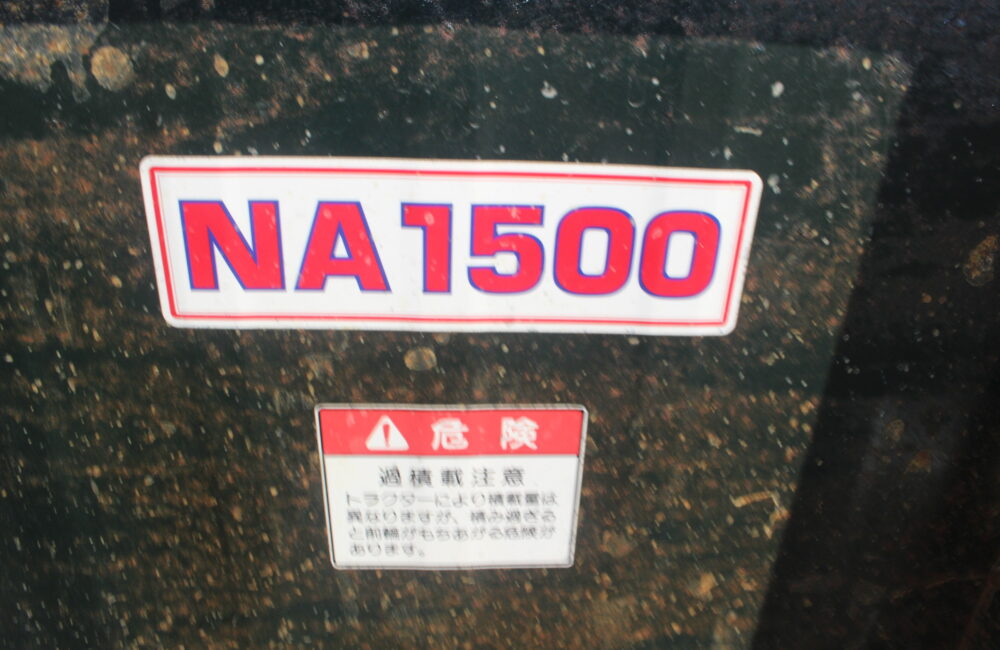 NA1500
危険
過積載注意
トラクターにより積載量は
異なりますが、積み過ぎる
と前輪がもちあがる危険が
あります。